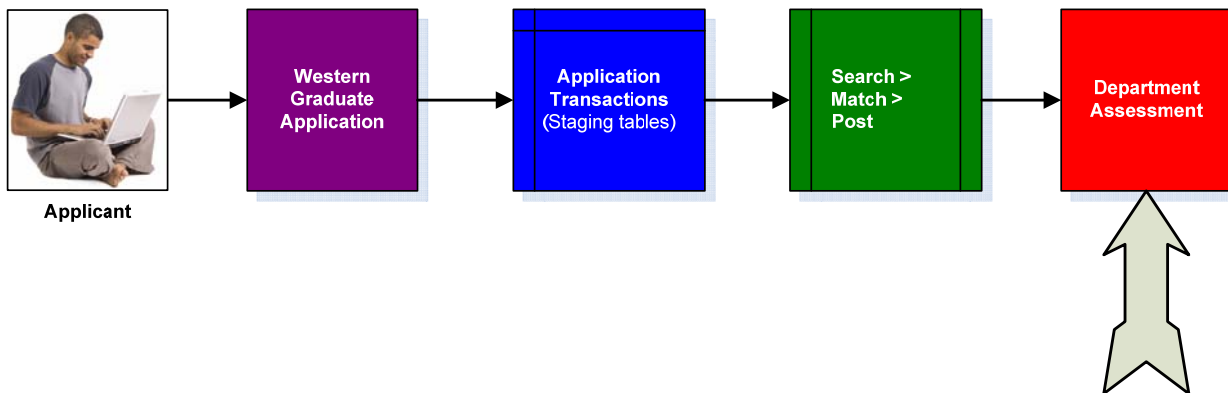 Western
Graduate
Application
Application
Transactions
(Staging tables)
Search >
Match >
Post
Department
Assessment
Applicant